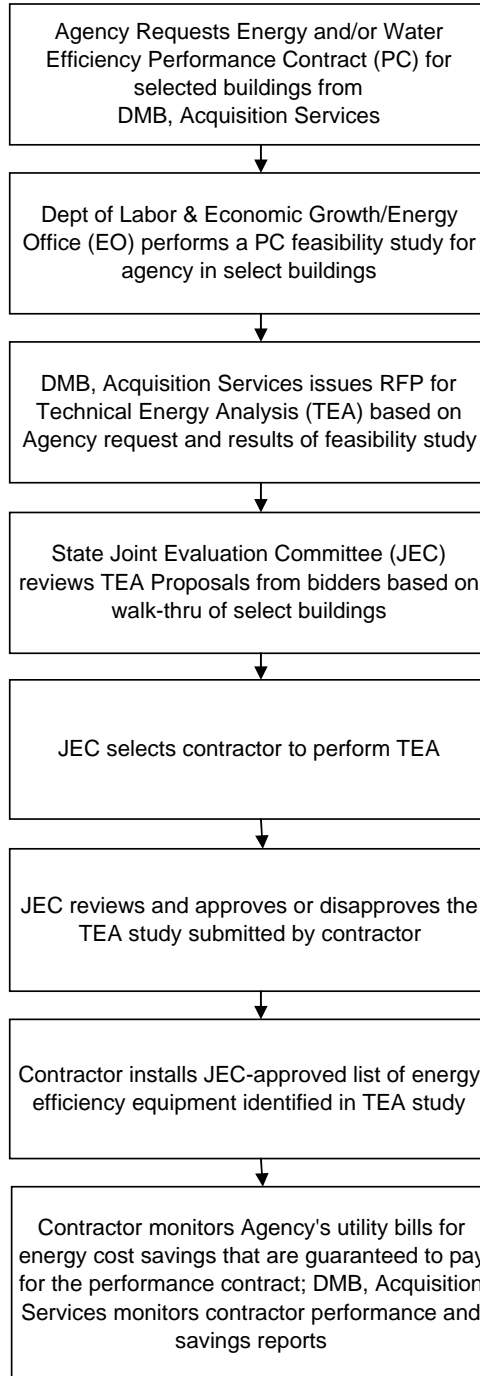 Agency Requests Energy and/or Water
Efficiency Performance Contract (PC) for
selected buildings from
DMB, Acquisition Services
Dept of Labor & Economic Growth/Energy
Office (EO) performs a PC feasibility study for
agency in select buildings
DMB, Acquisition Services issues RFP for
Technical Energy Analysis (TEA) based on
Agency request and results of feasibility study
State Joint Evaluation Committee (JEC)
reviews TEA Proposals from bidders based on
walk-thru of select buildings
JEC selects contractor to perform TEA
JEC reviews and approves or disapproves the
TEA study submitted by contractor
Contractor installs JEC-approved list of energy
efficiency equipment identified in TEA study
Contractor monitors Agency's utility bills for
energy cost savings that are guaranteed to pay
for the performance contract; DMB, Acquisition
Services monitors contractor performance and
savings reports